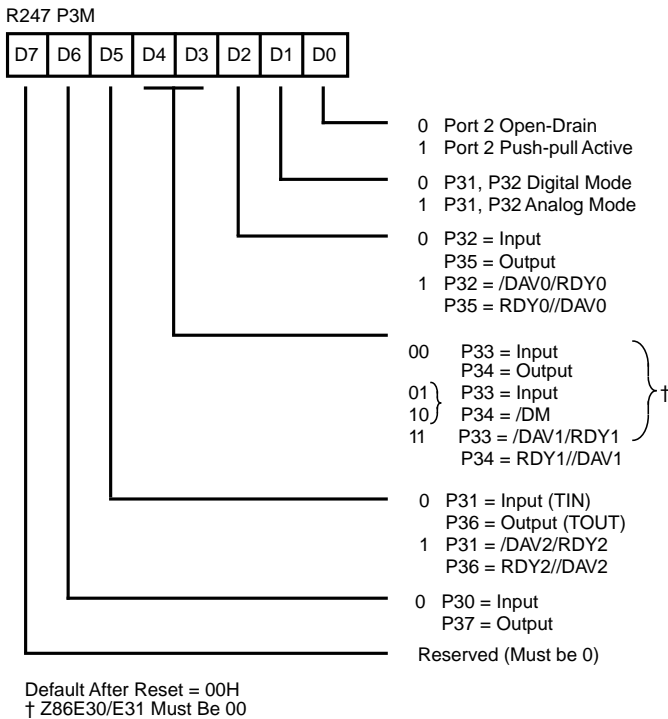 R247 P3M
D7 D6 D5 D4 D3 D2 D1 D0
0 Port 2 Open-Drain
1 Port 2 Push-pull Active
0 P31, P32 Digital Mode
1 P31, P32 Analog Mode
0 P32 = Input
P35 = Output
1 P32 = /DAV0/RDY0
P35 = RDY0//DAV0
00 P33 = Input
P34 = Output
01 P33 = Input
10 P34 = /DM
†
11 P33 = /DAV1/RDY1
P34 = RDY1//DAV1
0 P31 = Input (TIN)
P36 = Output (TOUT)
1 P31 = /DAV2/RDY2
P36 = RDY2//DAV2
0 P30 = Input
P37 = Output
Reserved (Must be 0)
Default After Reset = 00H
† Z86E30/E31 Must Be 00